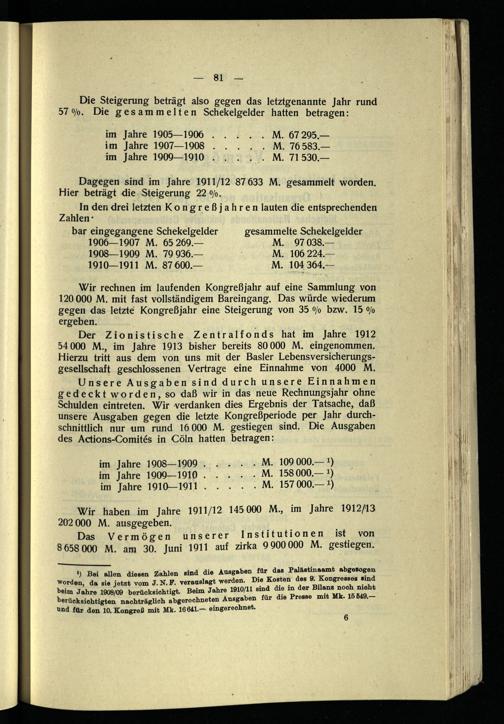 — 81 —
Die Steigerung beträgt also gegen das letztgenannte Jahr rund
57 %. Die gesammelten Schekelgelder hatten betragen:
im Jahre 1905—1906 . . . . . M. 67 295.—
im Jahre 1907—1908 . . . . . M. 76 583.—
im Jahre 1909—1910 . . . . . M. 71 530.—
Dagegen sind im Jahre 1911/12 87 633 M. gesammelt worden.
Hier beträgt die Steigerung 22 %.
In den drei letzten Kongreßjahren lauten die entsprechenden
Zahlen·
bar eingegangene Schekelgelder gesammelte Schekelgelder
1906—1907 M. 65 269.— M. 97 038.—
1908—1909 M. 79 936.— M. 106 224.—
1910—1911 M. 87 600.— M. 104 364.—
Wir rechnen im laufenden Kongreßjahr auf eine Sammlung von
120 000 M. mit fast vollständigem Bareingang. Das würde wiederum
gegen das letzte Kongreßjahr eine Steigerung von 35 % bzw. 15 %
ergeben.
Der Zionistische Zentralfonds hat im Jahre 1912
54 000 M., im Jahre 1913 bisher bereits 80 000 M. eingenommen.
Hierzu tritt aus dem von uns mit der Basler Lebensversicherungs-
gesellschaft geschlossenen Vertrage eine Einnahme von 4000 M.
Unsere Ausgaben sind durch unsere Einnahmen
gedeckt worden, so daß wir in das neue Rechnungsjahr ohne
Schulden eintreten. Wir verdanken dies Ergebnis der Tatsache, daß
unsere Ausgaben gegen die letzte Kongreßperiode per Jahr durch-
schnittlich nur um rund 16 000 M. gestiegen sind. Die Ausgaben
des Actions-Comités in Cöln hatten betragen:
im Jahre 1908—1909 . . . . . M. 109 000.— ¹)
im Jahre 1909—1910 . . . . . M. 158 000.— ¹)
im Jahre 1910—1911 . . . . . M. 157 000.— ¹)
Wir haben im Jahre 1911/12 145 000 M., im Jahre 1912/13
202 000 M. ausgegeben.
Das Vermögen unserer Institutionen ist von
8 658 000 M. am 30. Juni 1911 auf zirka 9 900 000 M. gestiegen.
¹) Bei allen diesen Zahlen sind die Ausgaben für das Palästinaamt abgezogen
worden, da sie jetzt vom J. N. F. verauslagt werden. Die Kosten des 9. Kongresses sind
beim Jahre 1908/09 berücksichtigt. Beim Jahre 1910/11 sind die in der Bilanz noch nicht
berücksichtigten nachträglich abgerechneten Ausgaben für die Presse mit Mk. 15 549.—
und für den 10. Kongreß mit Mk. 16 641.— eingerechnet.
6